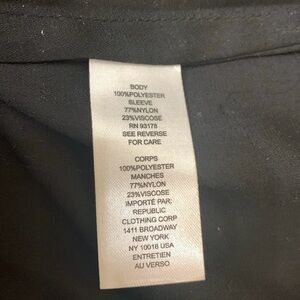 BODY
100%POLYESTER
SLEEVE
77%NYLON
23%VISCOSE
RN 93178
SEE REVERSE
FOR CARE
CORPS
100%POLYESTER
MANCHES
77%NYLON
23%VISCOSE
IMPORTÉ PAR:
REPUBLIC
CLOTHING CORP
1411 BROADWAY
NEW YORK
NY 10018 USA
ENTRETIEN
AU VERSO